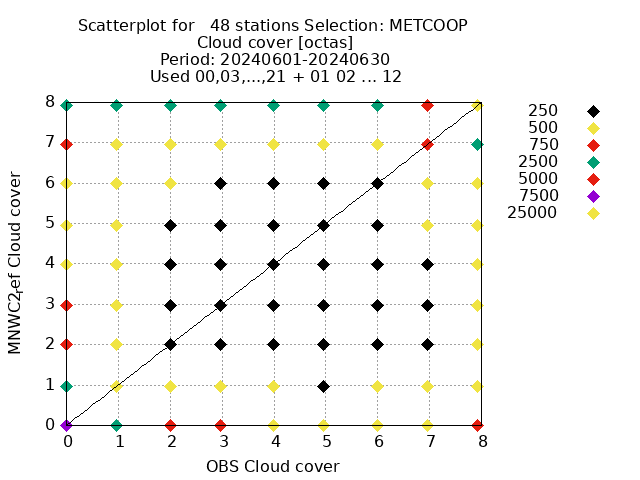 Scatterplot for   48 stations Selection: METCOOP
Cloud cover [octas]
Period: 20240601-20240630
Used 00,03,...,21 + 01 02 ... 12
8
7
6
5
4
3
2
1
0
MNWC2ref Cloud cover
0 1 2 3 4 5 6 7 8
OBS Cloud cover
250
500
750
2500
5000
7500
25000